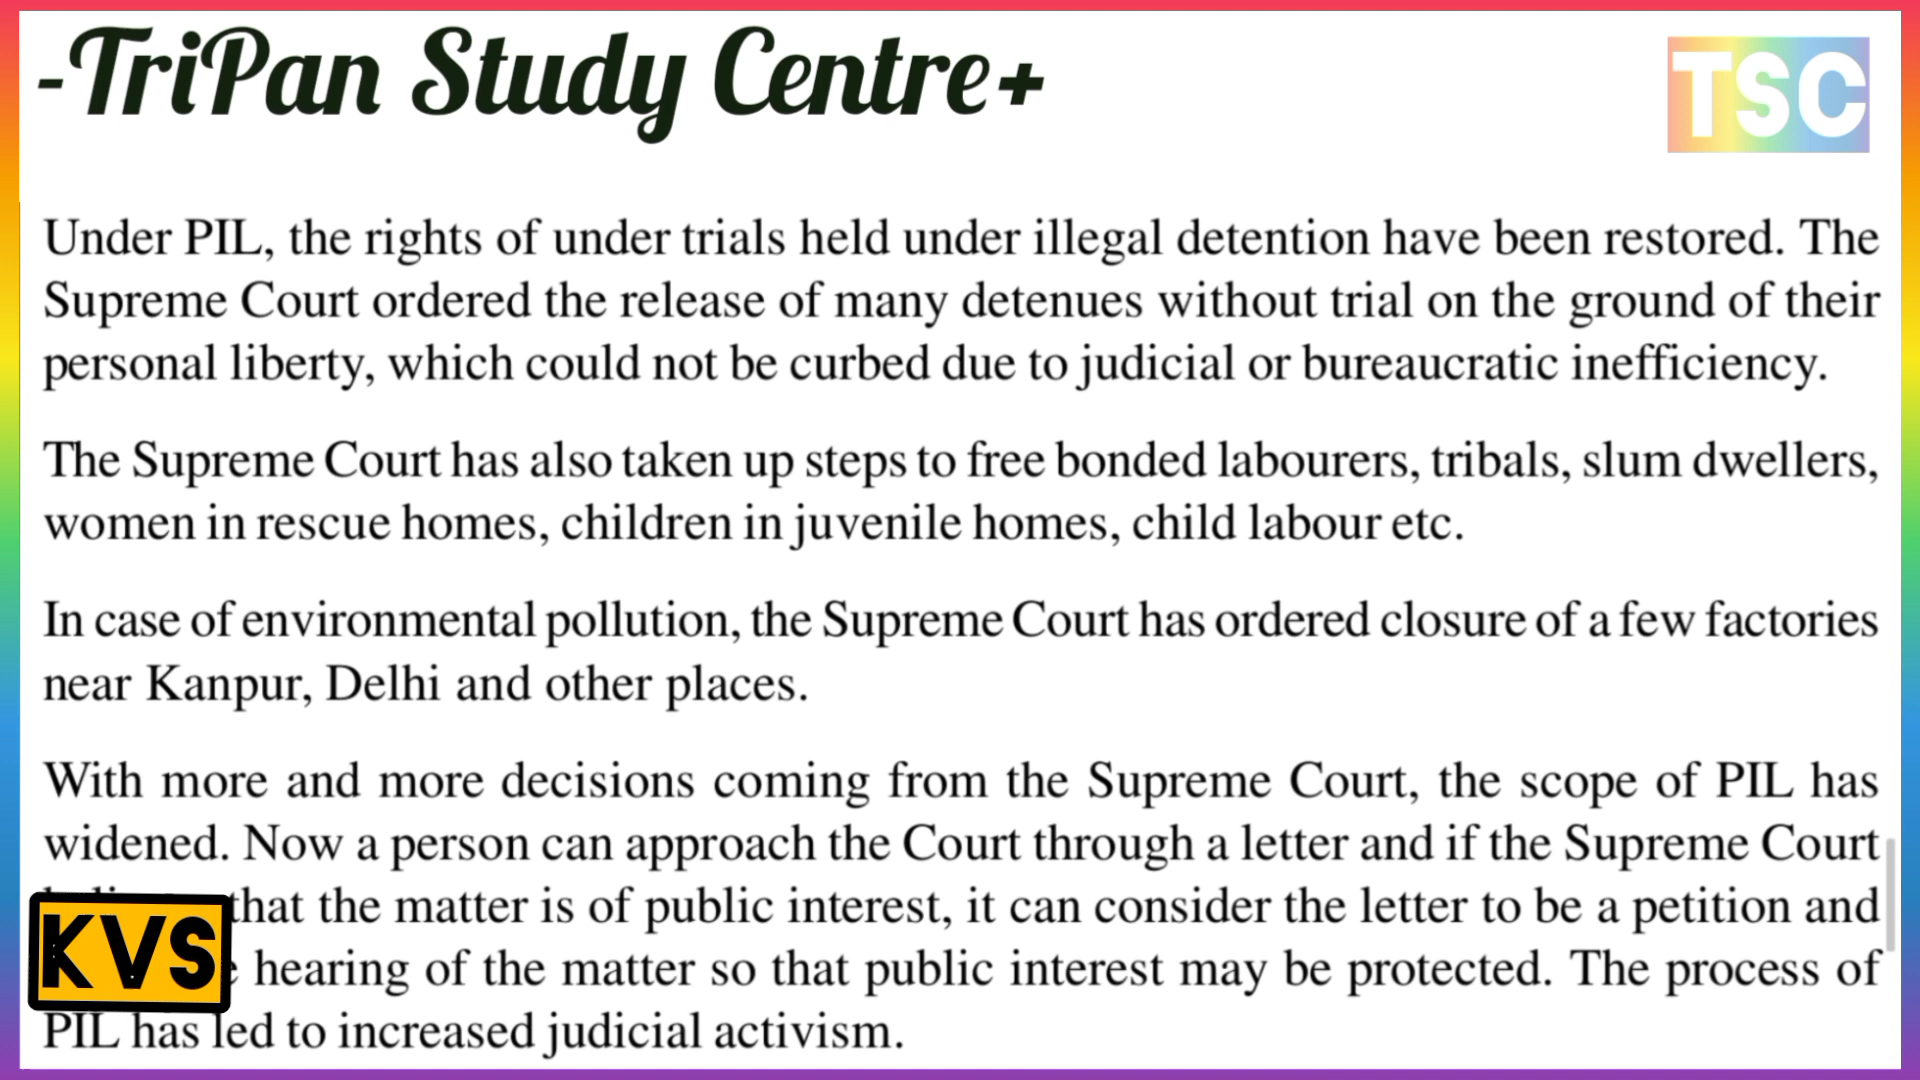 -TriPan Study Centre+
TSC
Under PIL, the rights of under trials held under illegal detention have been restored. The
Supreme Court ordered the release of many detenues without trial on the ground of their
personal liberty, which could not be curbed due to judicial or bureaucratic inefficiency.
The Supreme Court has also taken up steps to free bonded labourers, tribals, slum dwellers,
women in rescue homes, children in juvenile homes, child labour etc.
In case of environmental pollution, the Supreme Court has ordered closure of a few factories
near Kanpur, Delhi and other places.
With more and more decisions coming from the Supreme Court, the scope of PIL has
widened. Now a person can approach the Court through a letter and if the Supreme Court
that the matter is of public interest, it can consider the letter to be a petition and
hearing of the matter so that public interest may be protected. The process of
PIL has led to increased judicial activism.
KVS